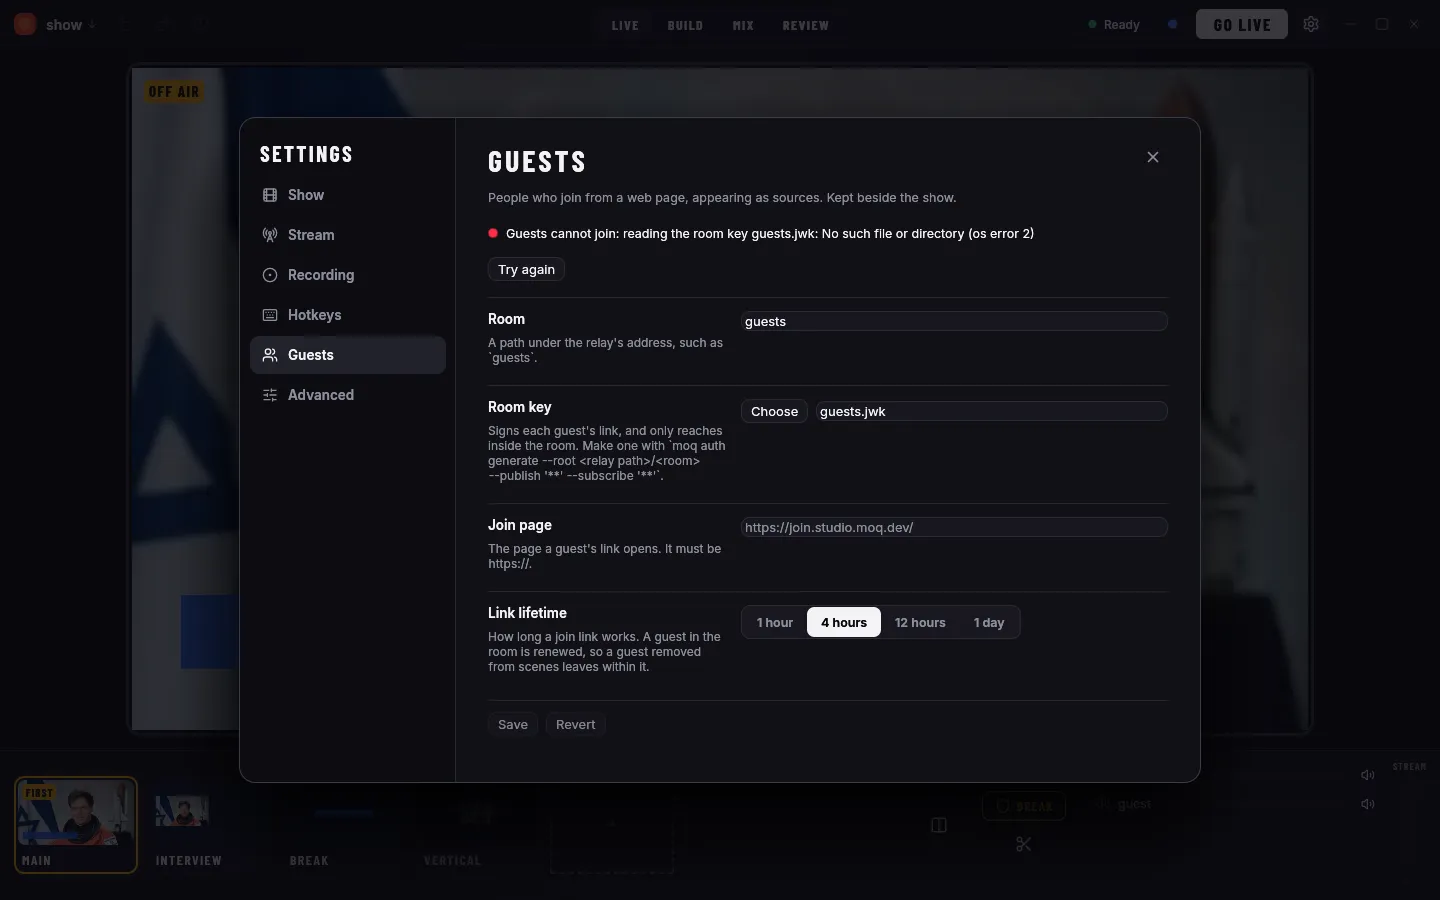 show
LIVE
BUILD
MIX
REVIEW
Ready
GO LIVE
OFF AIR
SETTINGS
Show
Stream
Recording
Hotkeys
Guests
Advanced
GUESTS
People who join from a web page, appearing as sources. Kept beside the show.
Guests cannot join: reading the room key guests.jwk: No such file or directory (os error 2)
Try again
Room
A path under the relay's address, such as
`guests`.
guests
Room key
Signs each guest's link, and only reaches
inside the room. Make one with `moq auth
generate --root <relay path>/<room>
--publish '**' --subscribe '**'`.
Choose
guests.jwk
Join page
The page a guest's link opens. It must be
https://.
https://join.studio.moq.dev/
Link lifetime
How long a join link works. A guest in the
room is renewed, so a guest removed
from scenes leaves within it.
1 hour
4 hours
12 hours
1 day
Save
Revert
FIRST
MAIN
INTERVIEW
BREAK
VERTICAL
BREAK
guest
STREAM